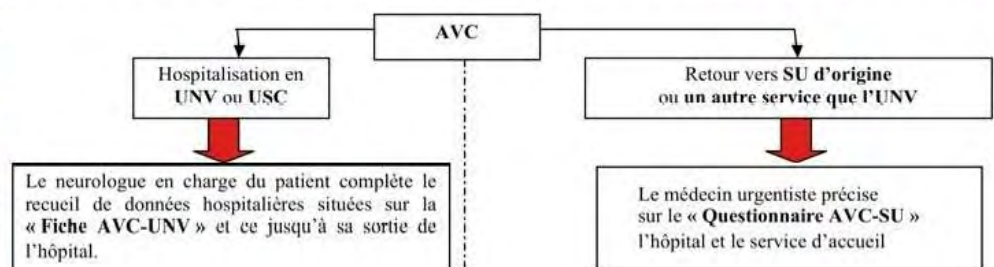 AVC
Hospitalisation en
UNV ou USC
Retour vers SU d'origine
ou un autre service que l'UNV
Le neurologue en charge du patient complète le
recueil de données hospitalières situées sur la
« Fiche AVC-UNV » et ce jusqu'à sa sortie de
l'hôpital.
Le médecin urgentiste précise
sur le « Questionnaire AVC-SU »
l'hôpital et le service d'accueil